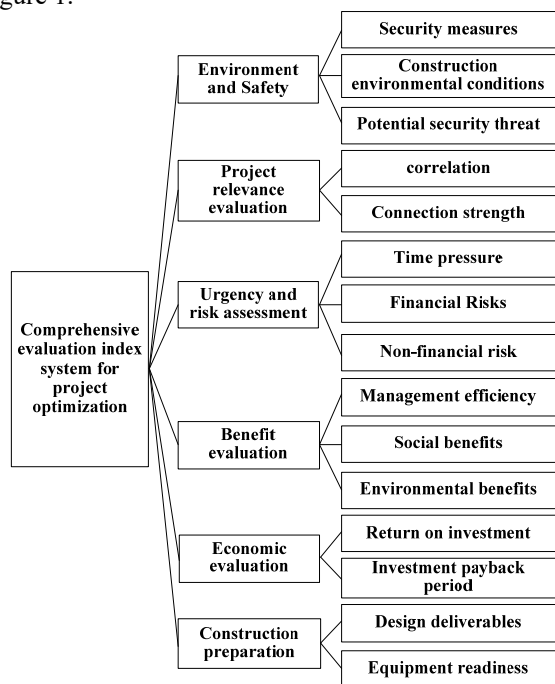 gure 1.
Security measures
Environment
and Safety
Construction
environmental conditions
Potential security threat
Project
relevance
evaluation
correlation
Connection strength
Time pressure
Urgency and
risk assessment
Financial Risks
Non-financial risk
Comprehensive
evaluation index
system for
project
optimization
Management efficiency
Benefit
evaluation
Social benefits
Environmental benefits
Economic
evaluation
Return on investment
Investment payback
period
Construction
preparation
Design deliverables
Equipment readiness